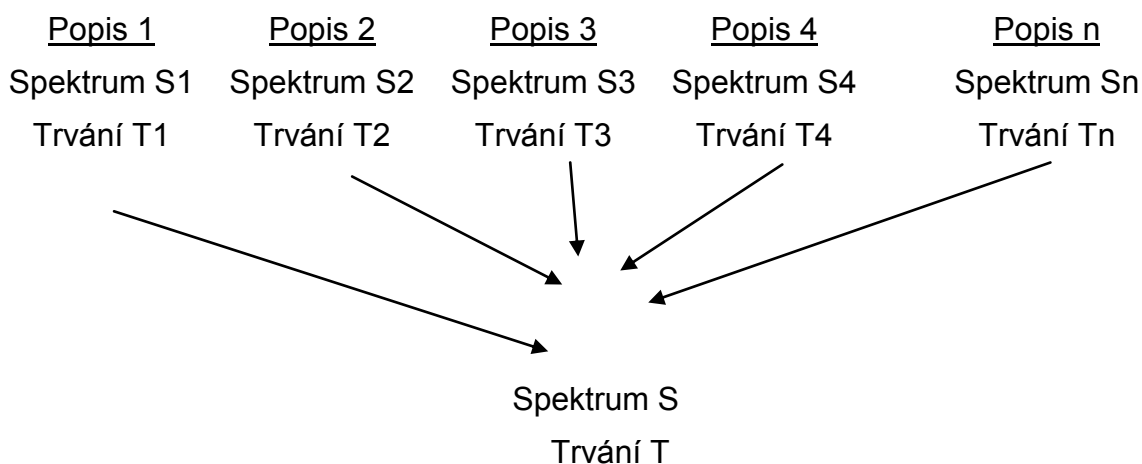 Popis 1 Popis 2 Popis 3 Popis 4 Popis n
Spektrum S1 Spektrum S2 Spektrum S3 Spektrum S4 Spektrum Sn
Trvání T1 Trvání T2 Trvání T3 Trvání T4 Trvání Tn
Spektrum S
Trvání T